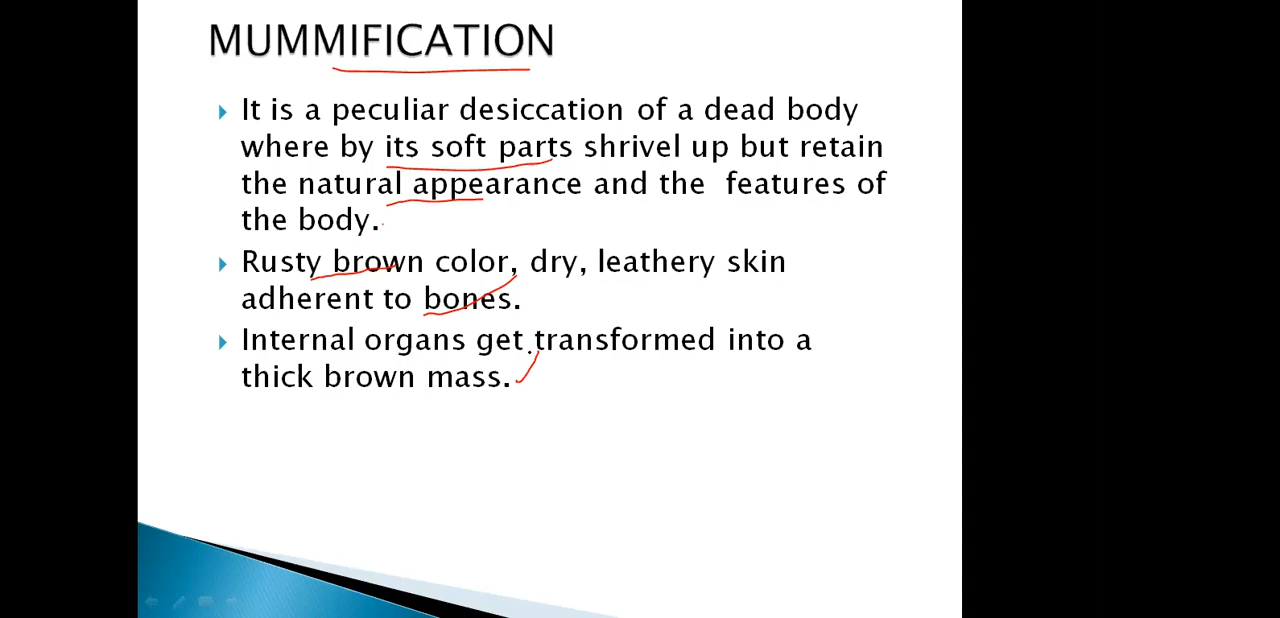 MUMMIFICATION
It is a peculiar desiccation of a dead body
where by its soft parts shrivel up but retain
the natural appearance and the features of
the body.
Rusty brown color, dry, leathery skin
adherent to bones.
Internal organs get transformed into a
thick brown mass.